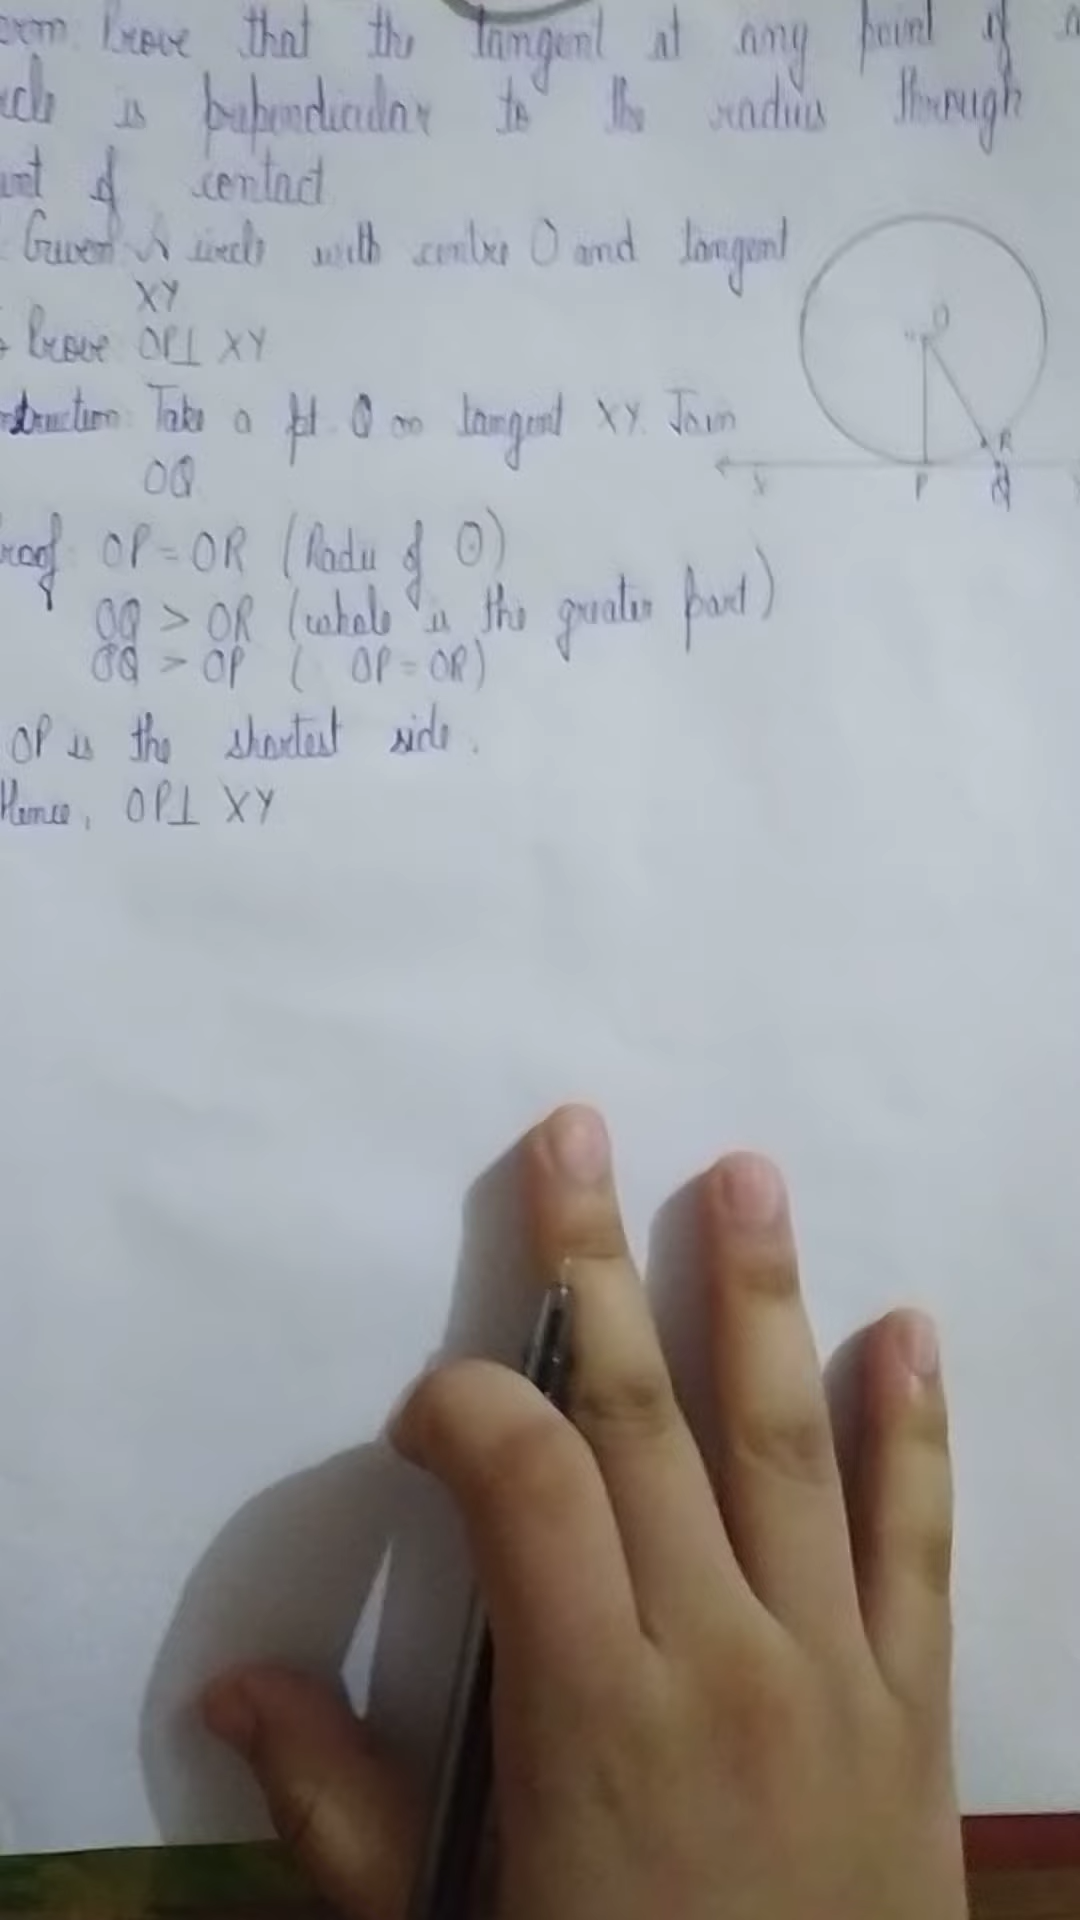 Prove that the tangent at any point of a
is perpendicular to the radius through
of contact
Given A circle with centre O and tangent
XY
Prove OP⊥ XY
Construction: Take a pt. Q on tangent XY. Join
OQ
Proof: OP = OR (Radii of O)
OQ > OR (whole is the greater part)
OQ > OP ( OP = OR)
OP is the shortest side.
Hence, OP⊥ XY
O
R
X P Q